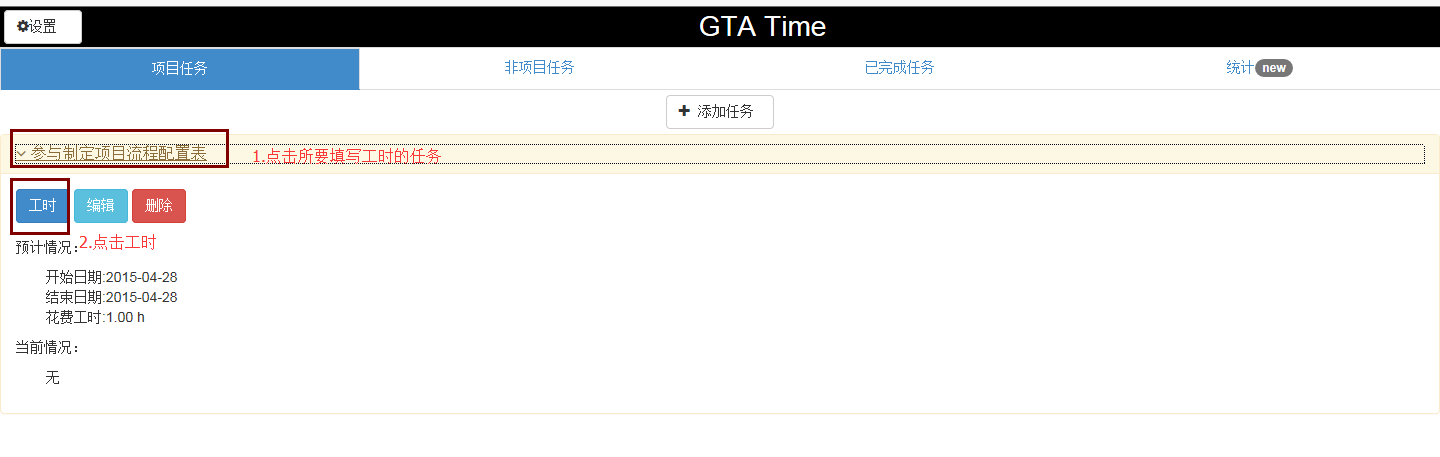 设置
GTA Time
项目任务 非项目任务 已完成任务 统计 new
添加任务
参与制定项目流程配置表 1.点击所要填写工时的任务
工时 编辑 删除
预计情况: 2.点击工时
开始日期:2015-04-28
结束日期:2015-04-28
花费工时:1.00 h
当前情况:
无